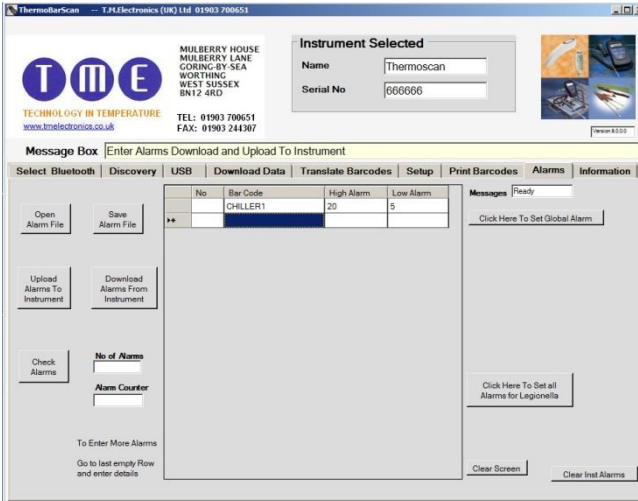 ThermoBarScan -- T.M.Electronics (UK) Ltd 01903 700651
TME
TECHNOLOGY IN TEMPERATURE
www.tmelectronics.co.uk
MULBERRY HOUSE
MULBERRY LANE
GORING-BY-SEA
WORTHING
WEST SUSSEX
BN12 4RD
TEL: 01903 700651
FAX: 01903 244307
Instrument Selected
Name Thermoscan
Serial No 666666
Version 8.0.0.0
Message Box Enter Alarms Download and Upload To Instrument
Select Bluetooth Discovery USB Download Data Translate Barcodes Setup Print Barcodes Alarms Information
Open
Alarm File
Save
Alarm File
Upload
Alarms To
Instrument
Download
Alarms From
Instrument
Check
Alarms
No of Alarms
Alarm Counter
To Enter More Alarms
Go to last empty Row
and enter details
No Bar Code High Alarm Low Alarm
CHILLER1 20 5
Messages Ready
Click Here To Set Global Alarm
Click Here To Set all
Alarms for Legionella
Clear Screen
Clear Inst Alarms